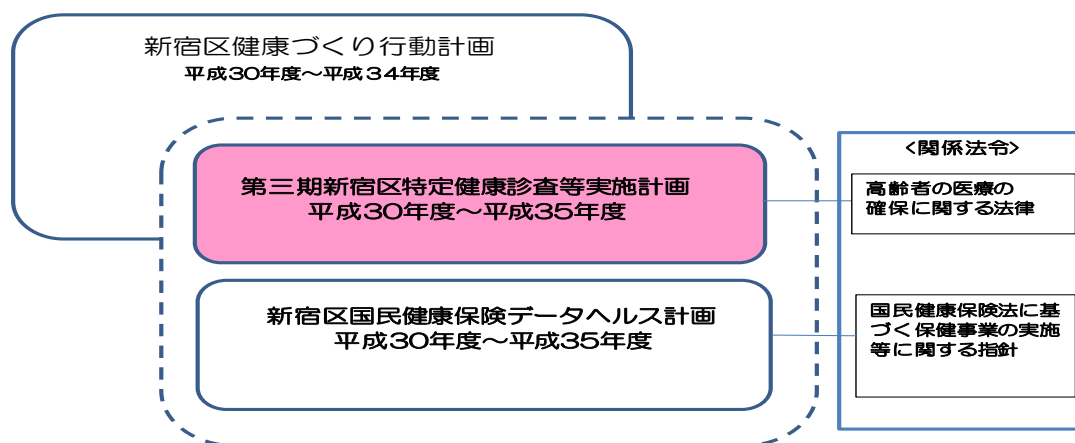 新宿区健康づくり行動計画
平成30年度～平成34年度
第三期新宿区特定健康診査等実施計画
平成30年度～平成35年度
新宿区国民健康保険データヘルス計画
平成30年度～平成35年度
<関係法令>
高齢者の医療の
確保に関する法律
国民健康保険法に基
づく保健事業の実施
等に関する指針